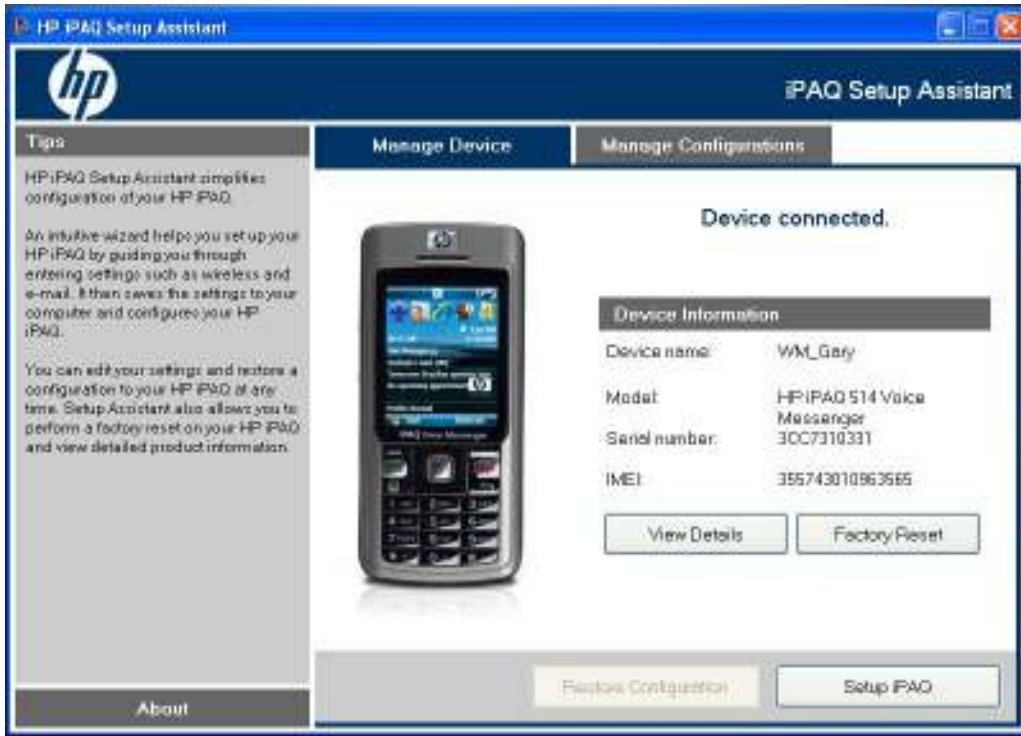 HP iPAQ Setup Assistant
hp
iPAQ Setup Assistant
Tips
HP iPAQ Setup Assistant simplifies
configuration of your HP iPAQ.
An intuitive wizard helps you set up your
HP iPAQ by guiding you through
entering settings such as wireless and
e-mail. It then saves the settings to your
computer and configures your HP
iPAQ.
You can edit your settings and restore a
configuration to your HP iPAQ at any
time. Setup Assistant also allows you to
perform a factory reset on your HP iPAQ
and view detailed product information.
About
Manage Device
Manage Configurations
Device connected.
Device Information
Device name: WM_Gary
Model: HP iPAQ 514 Voice
Messenger
Serial number: 3CC7310331
IMEI: 355743010963565
View Details
Factory Reset
iPAQ Voice Messenger
Restore Configuration
Setup iPAQ